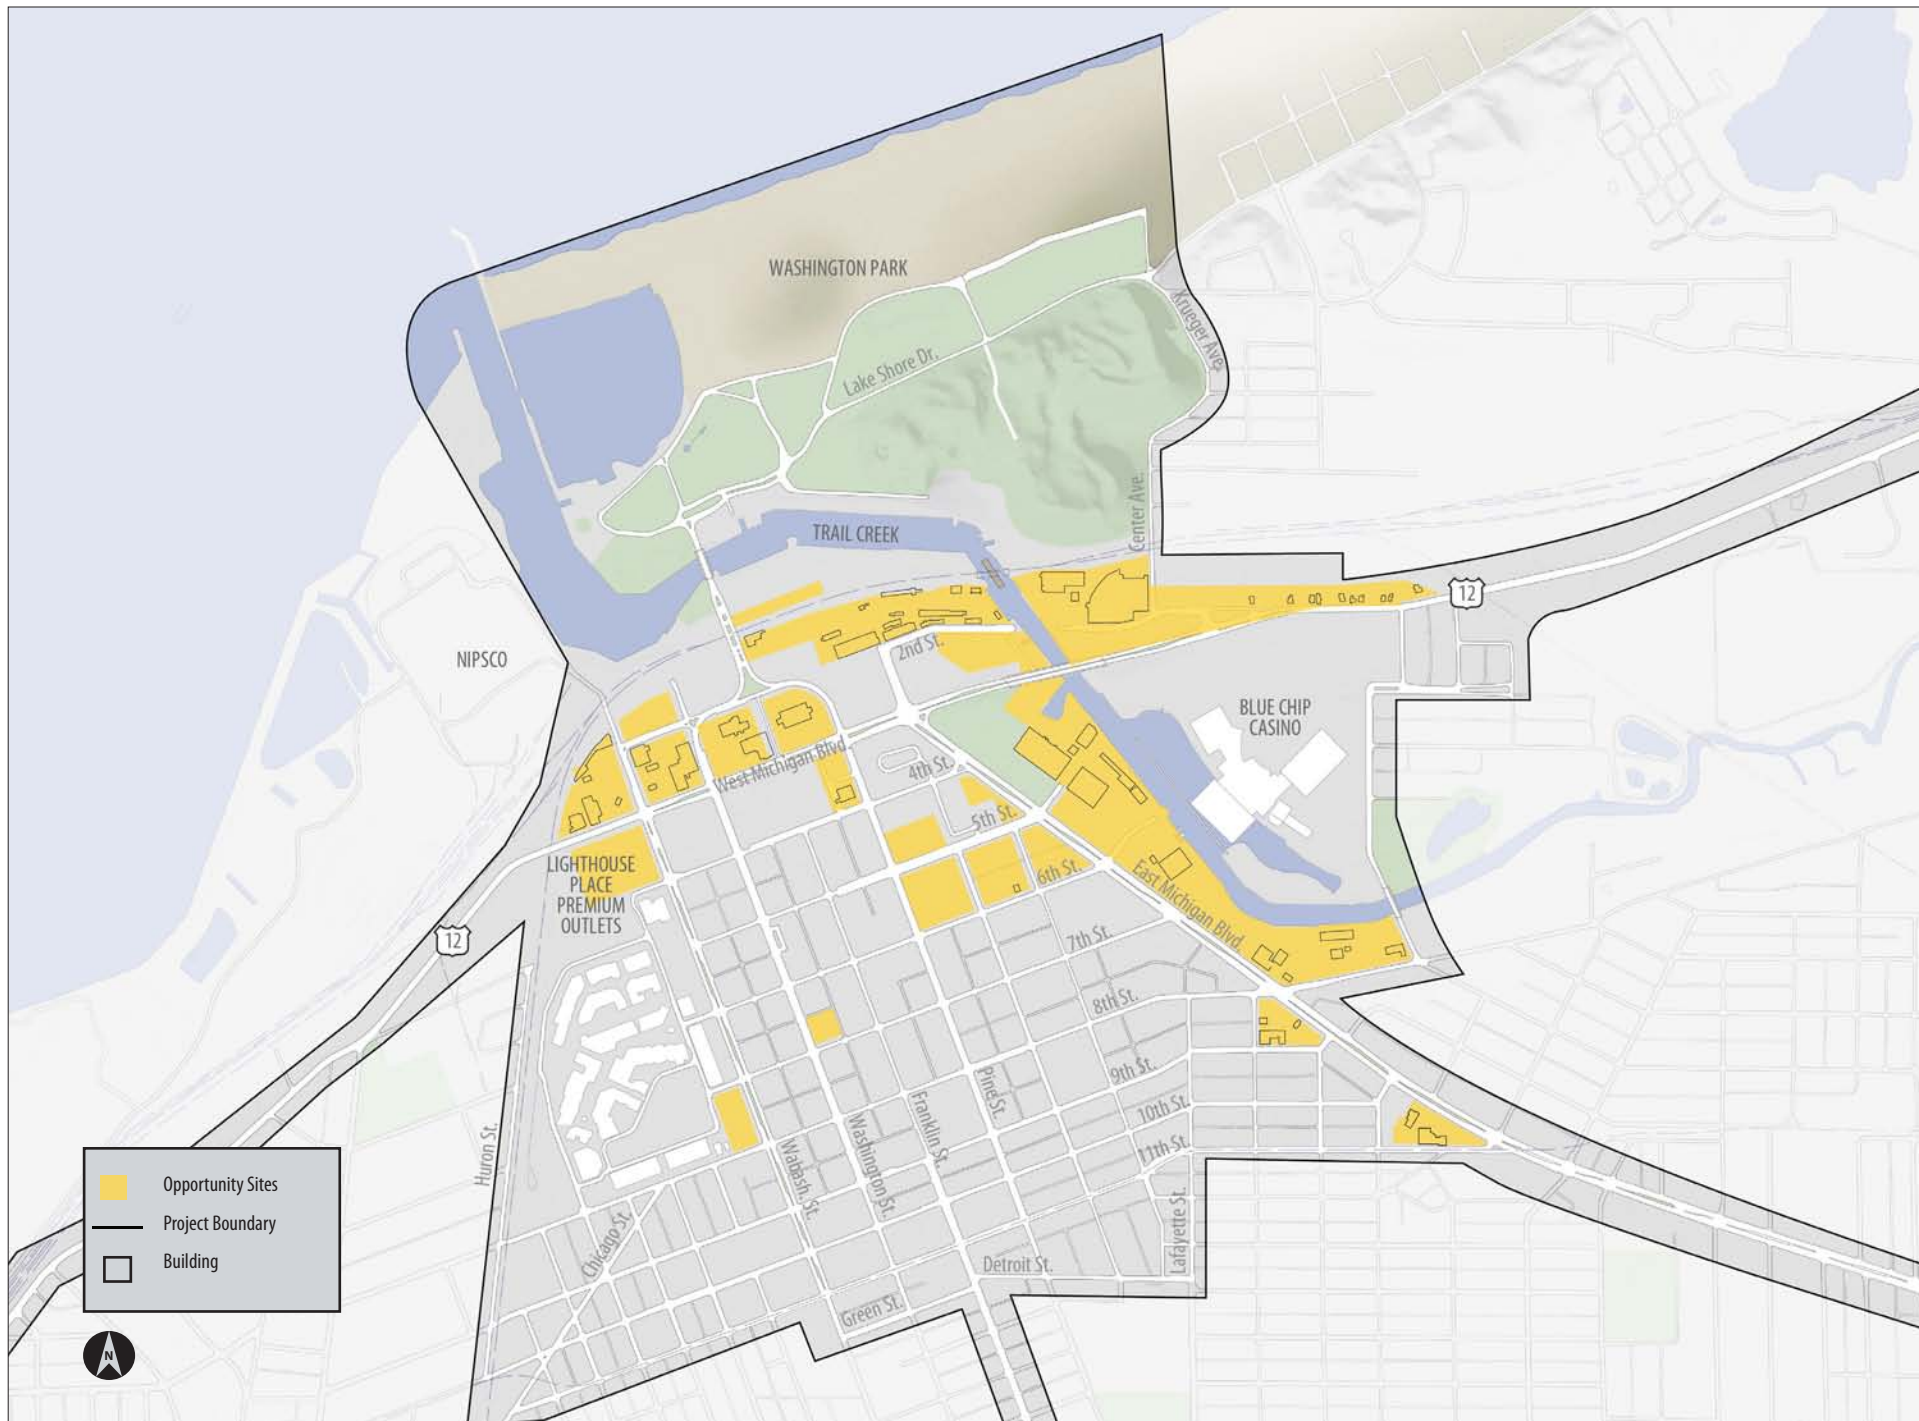 WASHINGTON PARK
Krueger Ave.
Lake Shore Dr.
Center Ave.
TRAIL CREEK
12
2nd St.
NIPSCO
BLUE CHIP
CASINO
West Michigan Blvd.
4th St.
5th St.
6th St.
East Michigan Blvd.
LIGHTHOUSE
PLACE
PREMIUM
OUTLETS
12
7th St.
8th St.
9th St.
10th St.
11th St.
Pine St.
Franklin St.
Washington St.
Wabash. St.
Huron St.
Chicago St.
Lafayette St.
Detroit St.
Green St.
Opportunity Sites
Project Boundary
Building
N